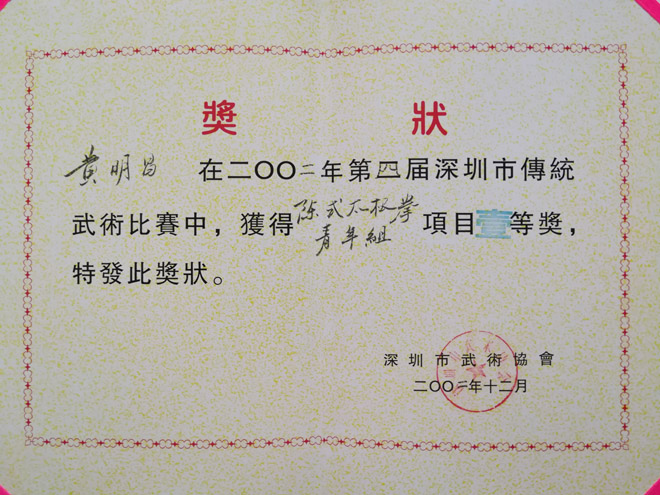 獎 狀
黄明昌 在二〇〇二年第四届深圳市傳統
武術比賽中，獲得陈式太极拳青年組項目壹等獎，
特發此獎狀。
深圳市武術協會
二〇〇二年十二月